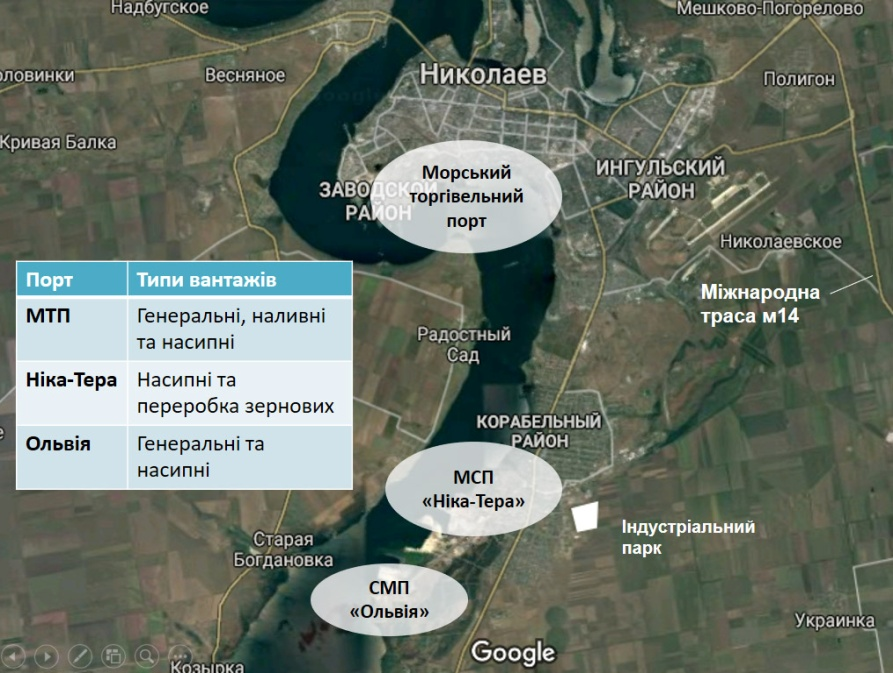 Надбугское
Мешково-Погорелово
Николаев
Весняное
Полигон
Кривая Балка
Морський
торгівельний
порт
ЗАВОДСКОЙ
РАЙОН
ИНГУЛЬСКИЙ
РАЙОН
Николаевское
Порт
Типи вантажів
МТП
Генеральні, наливні
та насипні
Ніка-Тера
Насипні та
переробка зернових
Ольвія
Генеральні та
насипні
Міжнародна
траса м14
Радостный
Сад
КОРАБЕЛЬНЫЙ
РАЙОН
МСП
«Ніка-Тера»
Індустріальний
парк
Старая
Богдановка
СМП
«Ольвія»
Украинка
Google
Козырка